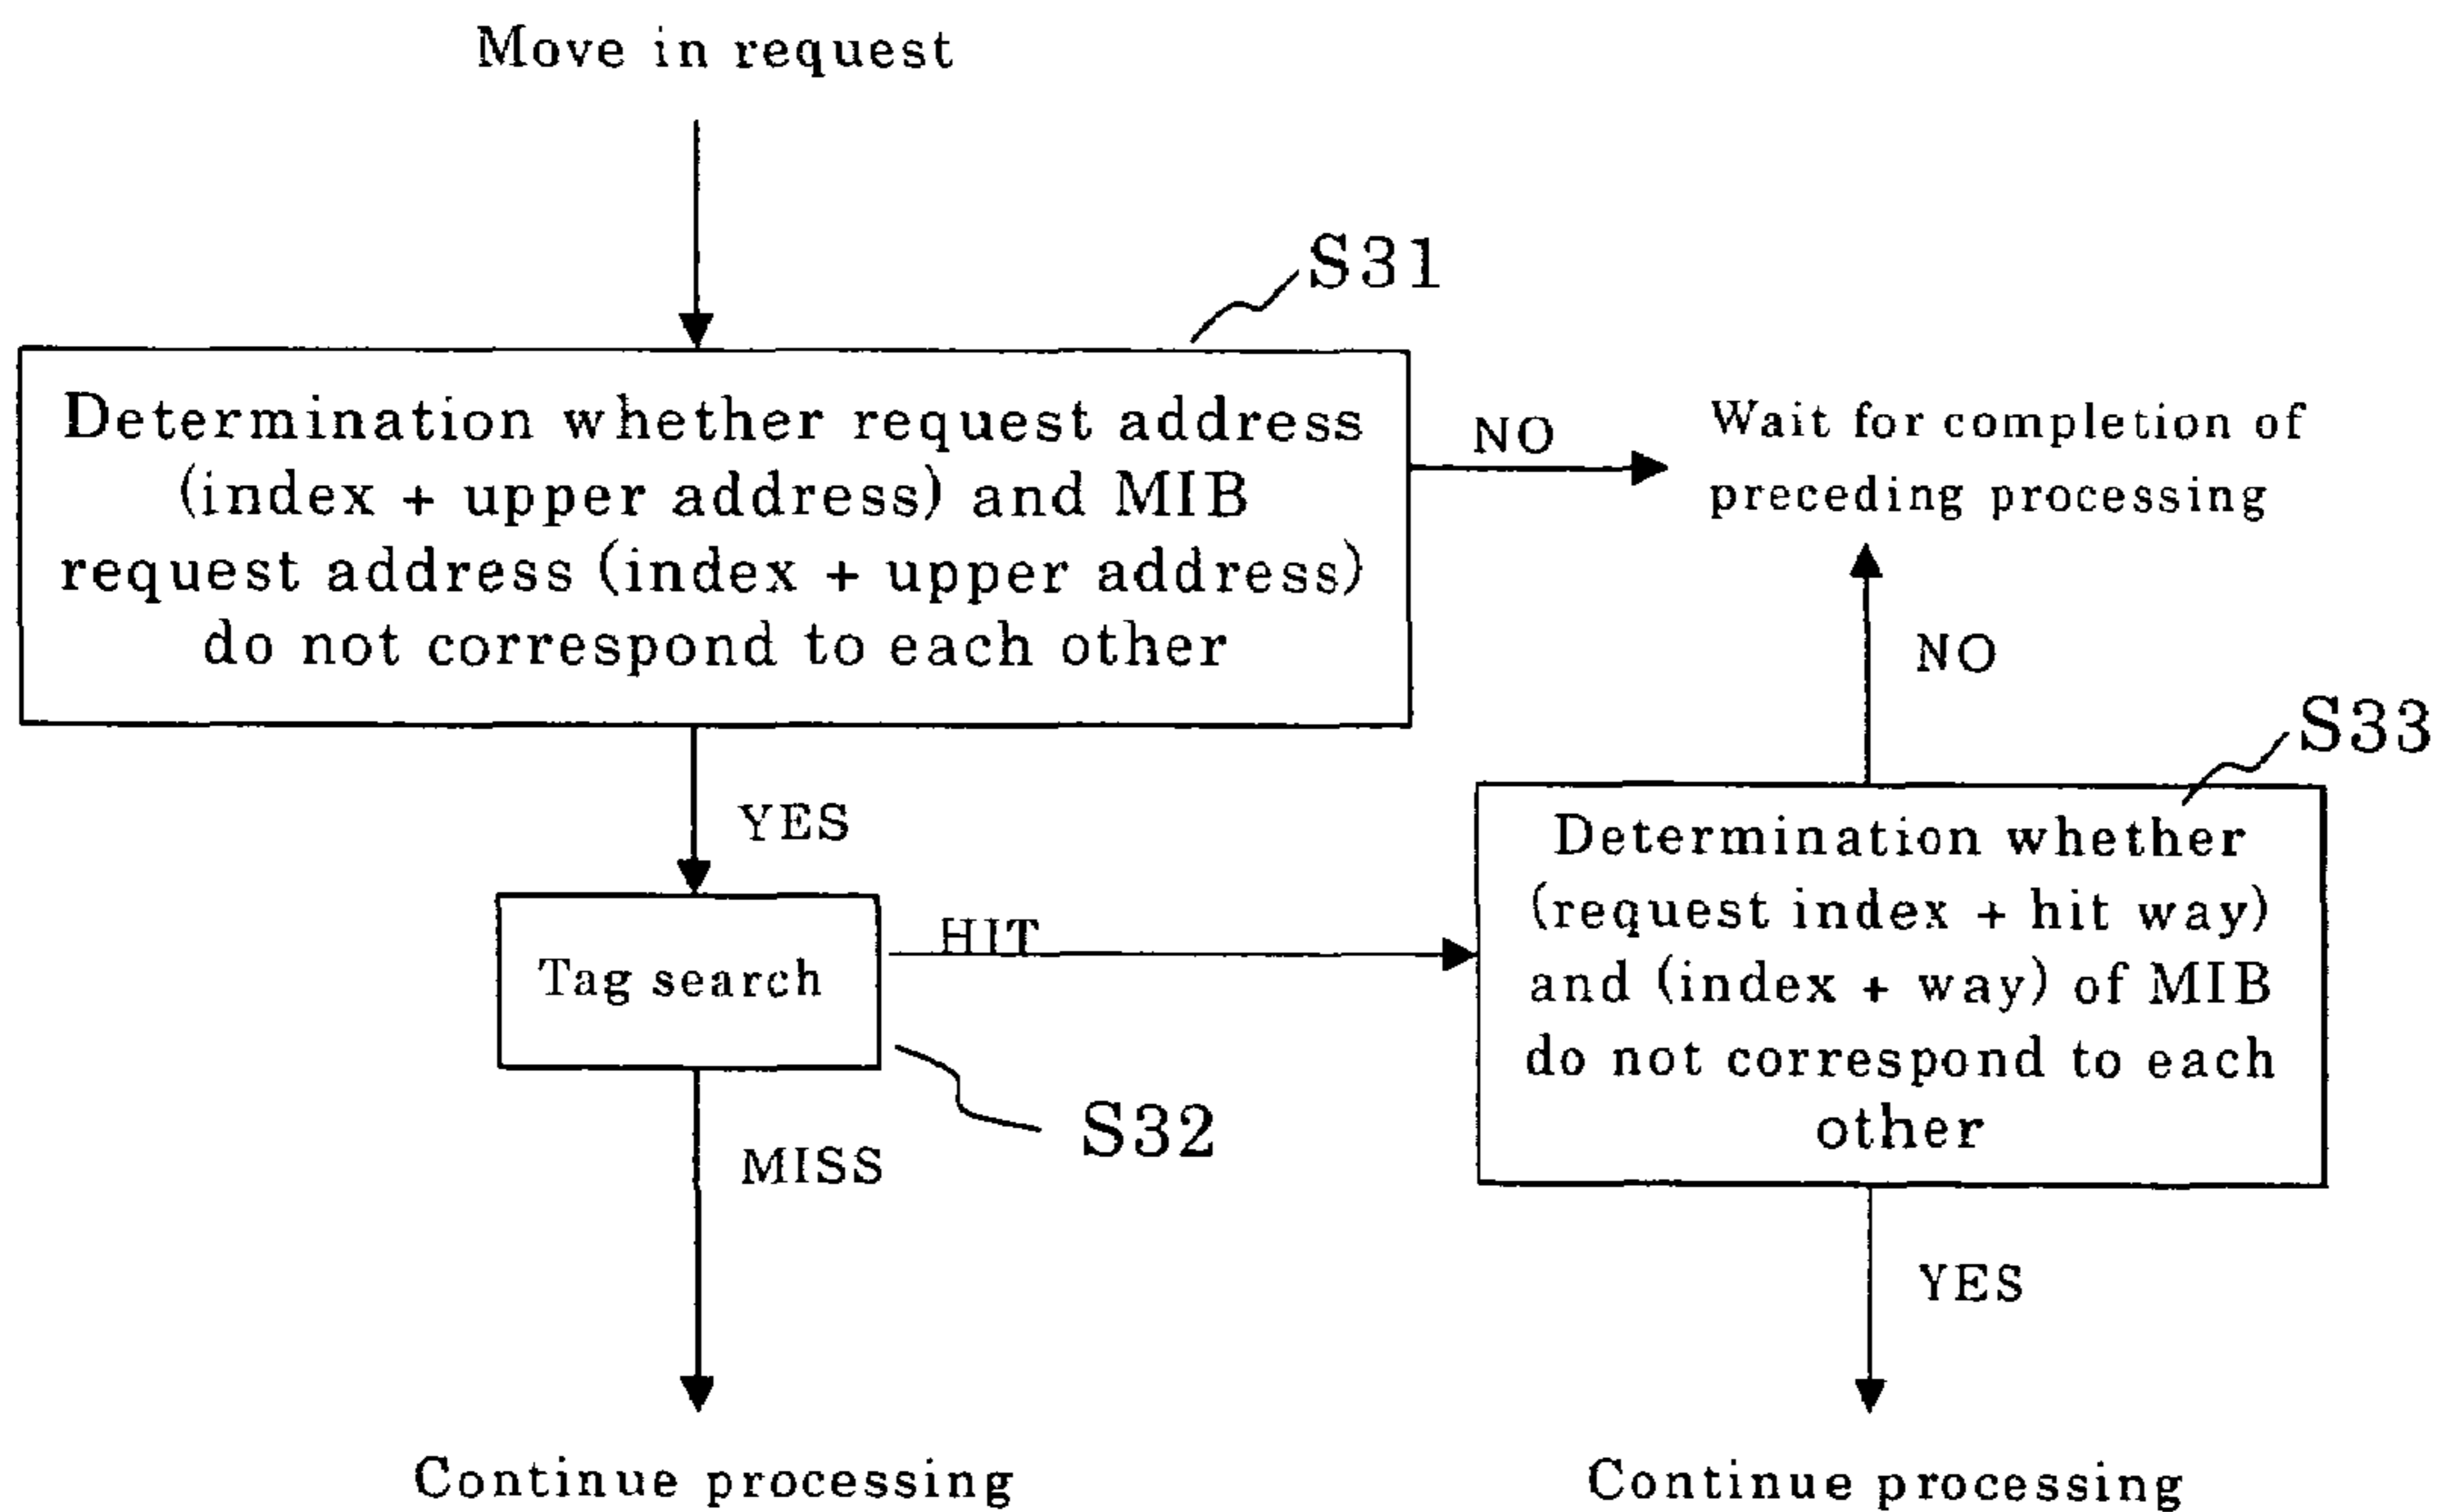 Move in request
S31
Determination whether request address
(index + upper address) and MIB
request address (index + upper address)
do not correspond to each other
NO
Wait for completion of
preceding processing
NO
YES
S33
Tag search
HIT
Determination whether
(request index + hit way)
and (index + way) of MIB
do not correspond to each
other
S32
MISS
YES
Continue processing
Continue processing